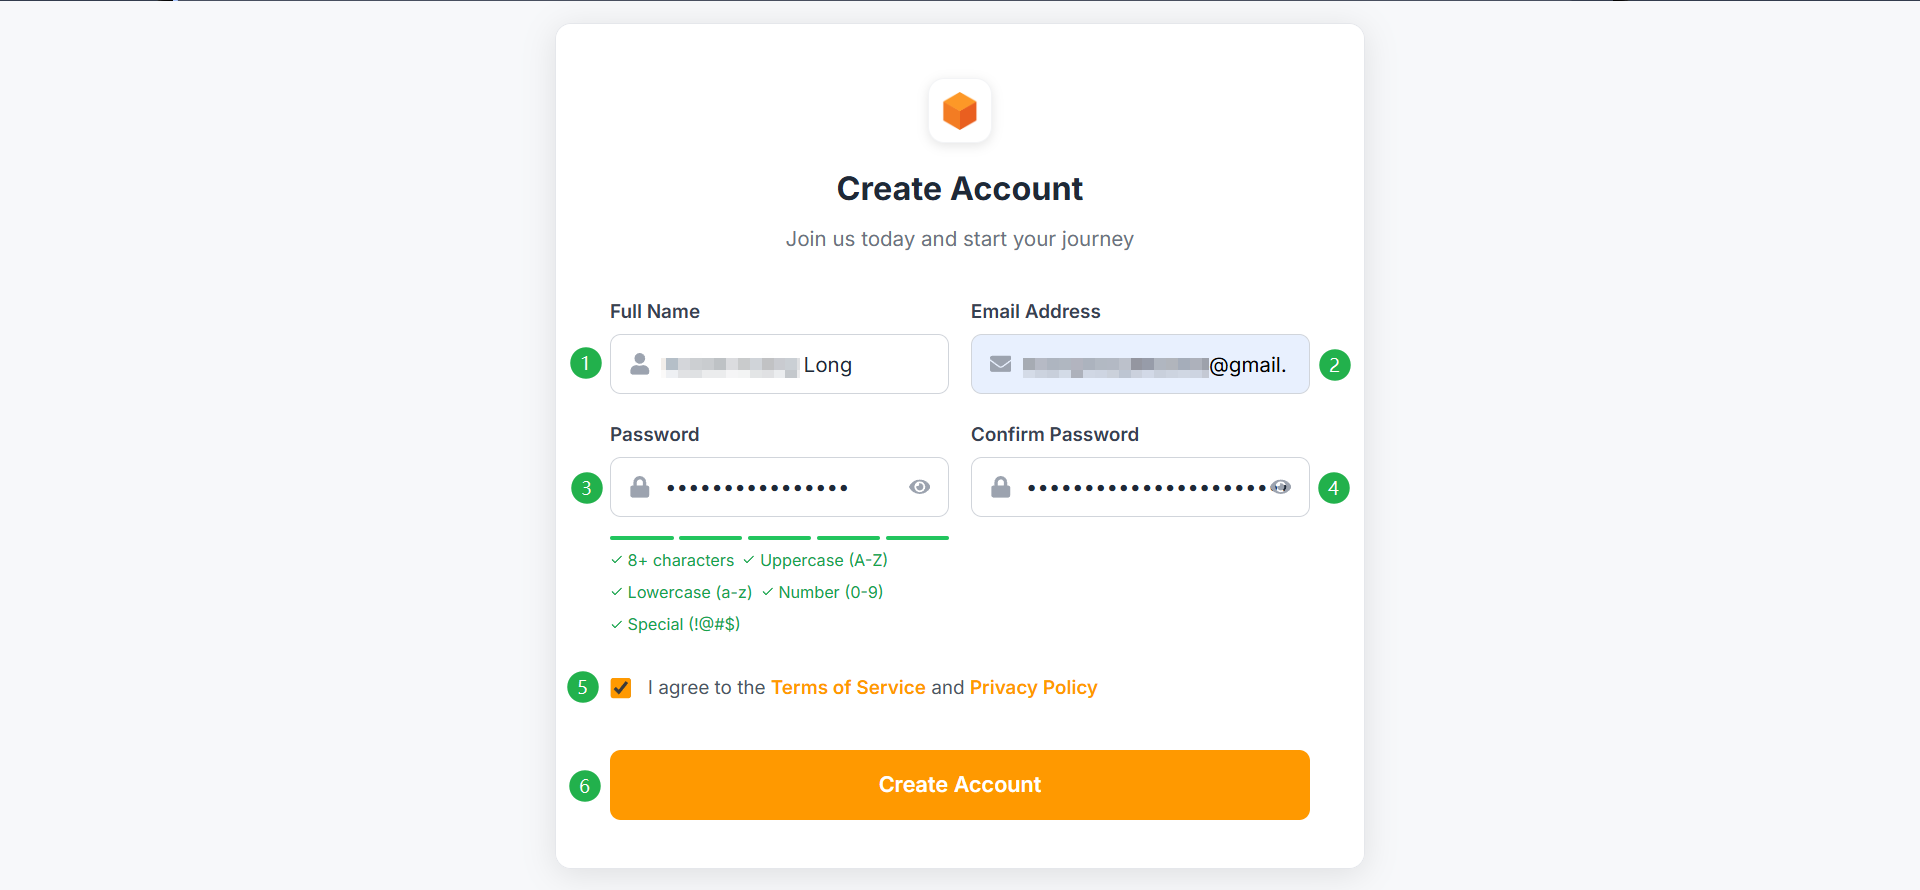 Create Account
Join us today and start your journey
Full Name
Email Address
1
Long
@gmail.
2
Password
Confirm Password
3
••••••••••••••••
•••••••••••••••••••••
4
✓ 8+ characters ✓ Uppercase (A-Z)
✓ Lowercase (a-z) ✓ Number (0-9)
✓ Special (!@#$)
5
I agree to the Terms of Service and Privacy Policy
6
Create Account